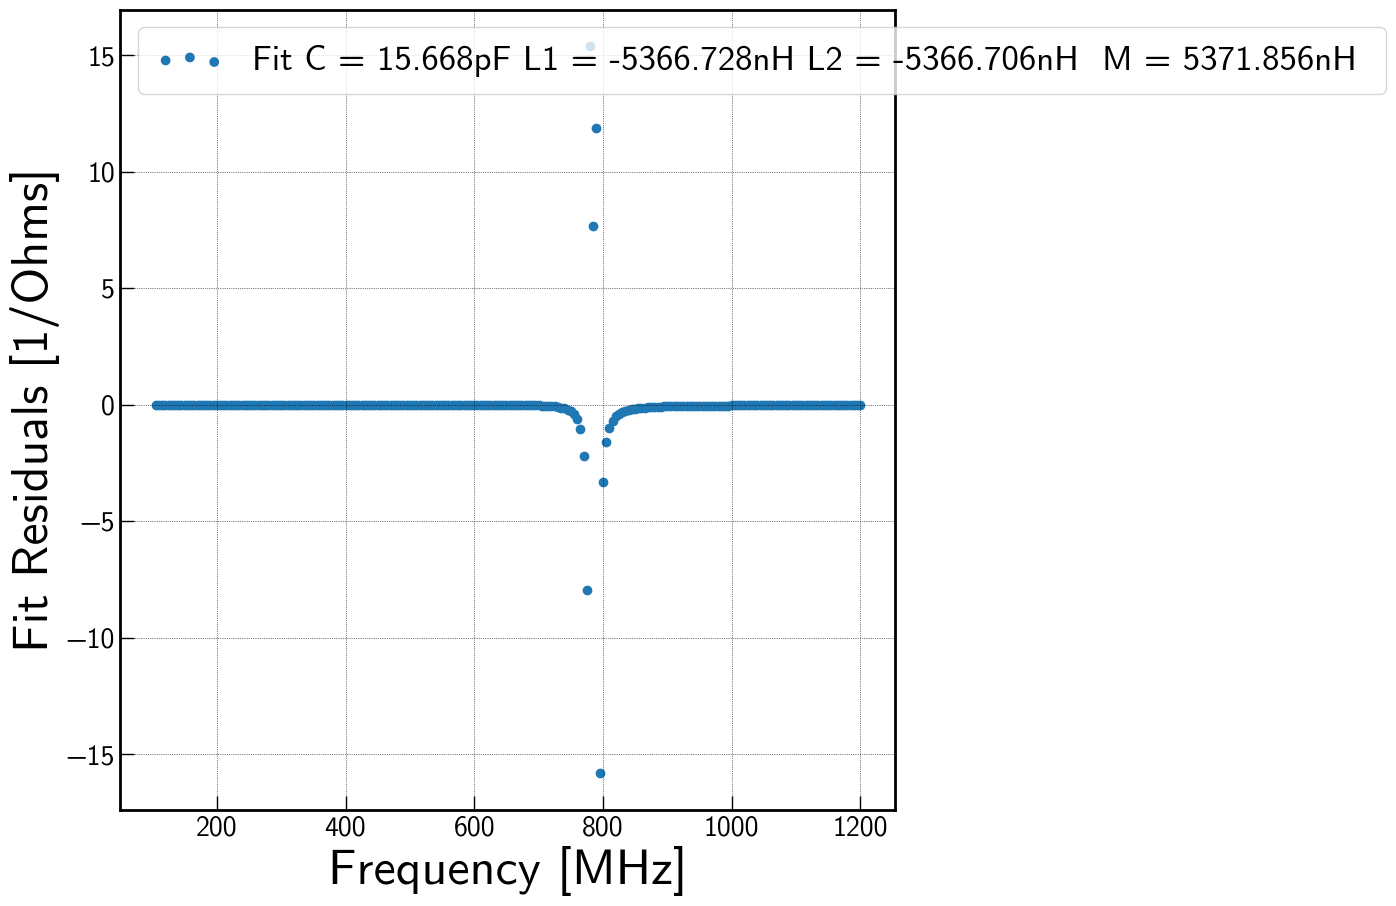 Fit C = 15.668pF L1 = -5366.728nH L2 = -5366.706nH M = 5371.856nH
15
10
5
0
−5
−10
−15
Fit Residuals [1/Ohms]
200 400 600 800 1000 1200
Frequency [MHz]